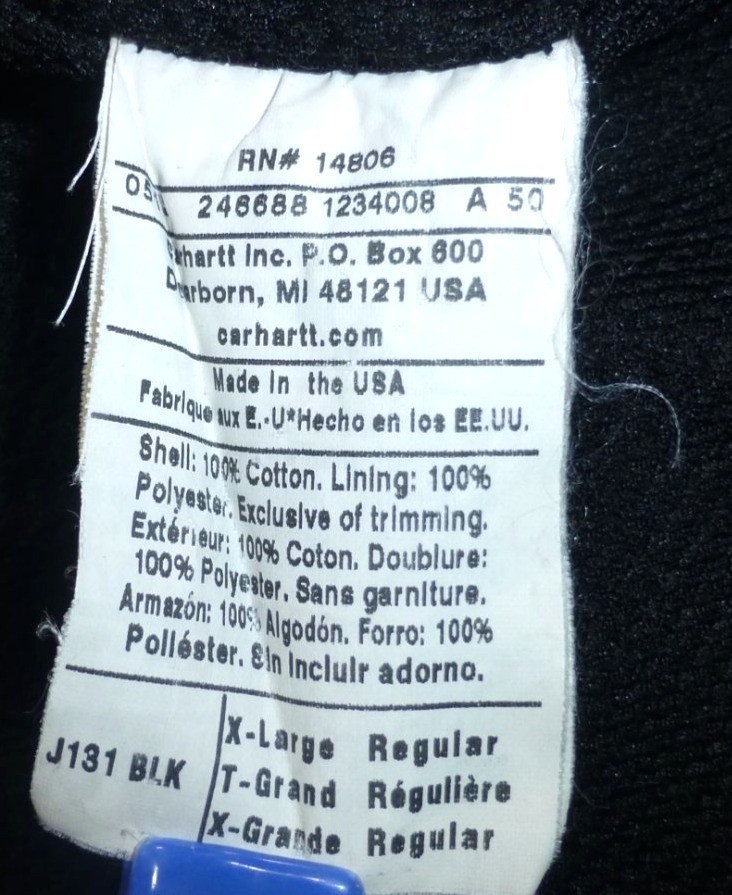 RN# 14806
246688 1234008 A 50
Carhartt Inc. P.O. Box 600
Dearborn, MI 48121 USA
carhartt.com
Made in the USA
Fabrique aux E.-U*Hecho en los EE.UU.
Shell: 100% Cotton. Lining: 100%
Polyester. Exclusive of trimming.
Extérieur: 100% Coton. Doublure:
100% Polyester. Sans garniture.
Armazón: 100% Algodón. Forro: 100%
Poliéster. Sin incluir adorno.
J131 BLK
X-Large Regular
T-Grand Régulière
X-Grande Regular